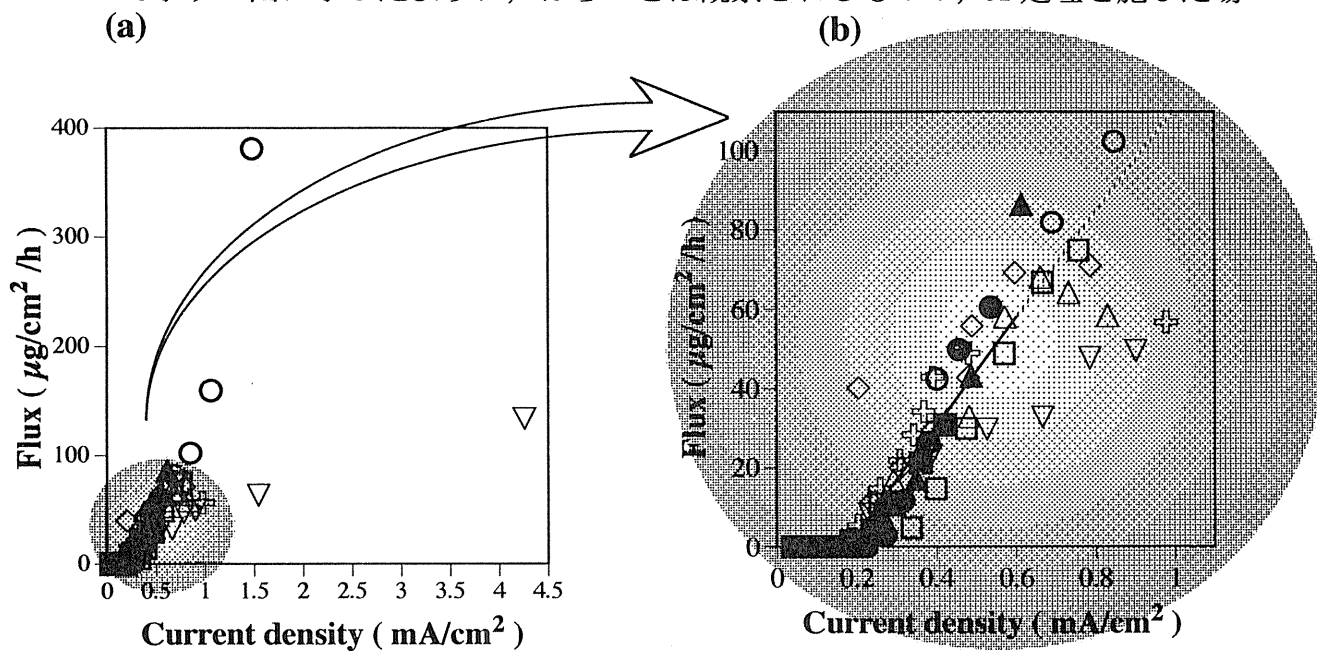 (a)
400
300
200
100
0
Flux ( μg/cm² /h )
0 0.5 1 1.5 2 2.5 3 3.5 4 4.5
Current density ( mA/cm² )
(b)
100
80
60
40
20
0
Flux ( μg/cm² /h )
0 0.2 0.4 0.6 0.8 1
Current density ( mA/cm² )